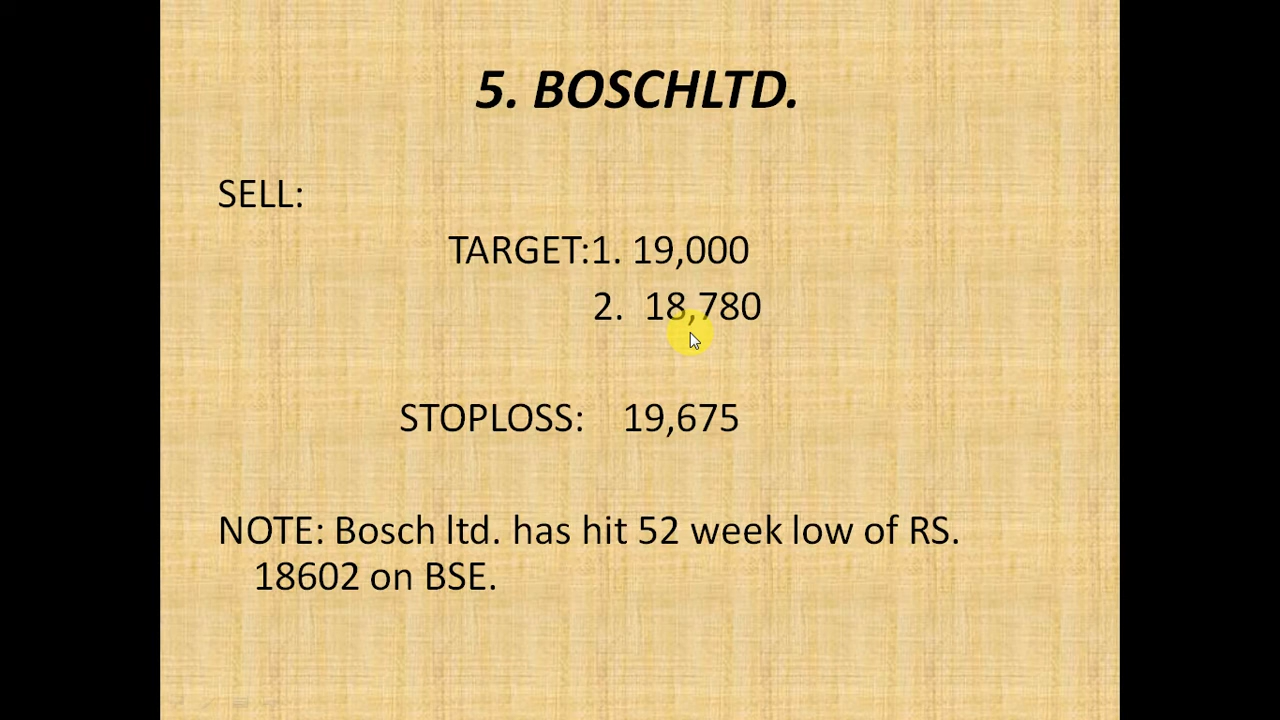 5. BOSCHLTD.
SELL:
TARGET:1. 19,000
2. 18,780
STOPLOSS: 19,675
NOTE: Bosch ltd. has hit 52 week low of RS.
18602 on BSE.